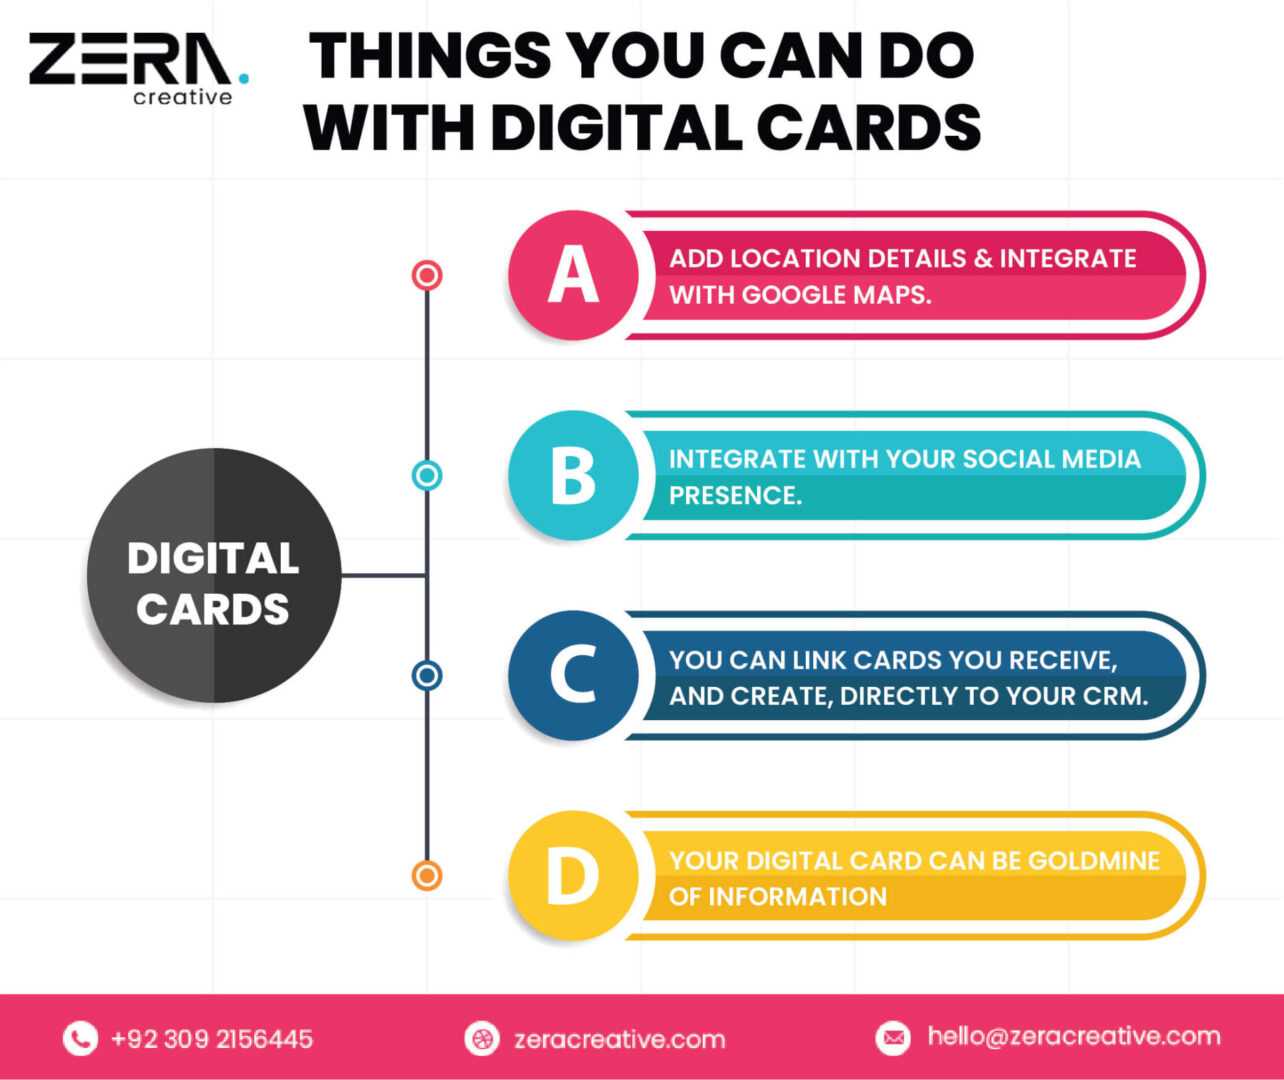 ZERA.
creative
THINGS YOU CAN DO
WITH DIGITAL CARDS
DIGITAL
CARDS
A
ADD LOCATION DETAILS & INTEGRATE
WITH GOOGLE MAPS.
B
INTEGRATE WITH YOUR SOCIAL MEDIA
PRESENCE.
C
YOU CAN LINK CARDS YOU RECEIVE,
AND CREATE, DIRECTLY TO YOUR CRM.
D
YOUR DIGITAL CARD CAN BE GOLDMINE
OF INFORMATION
+92 309 2156445
zeracreative.com
hello@zeracreative.com